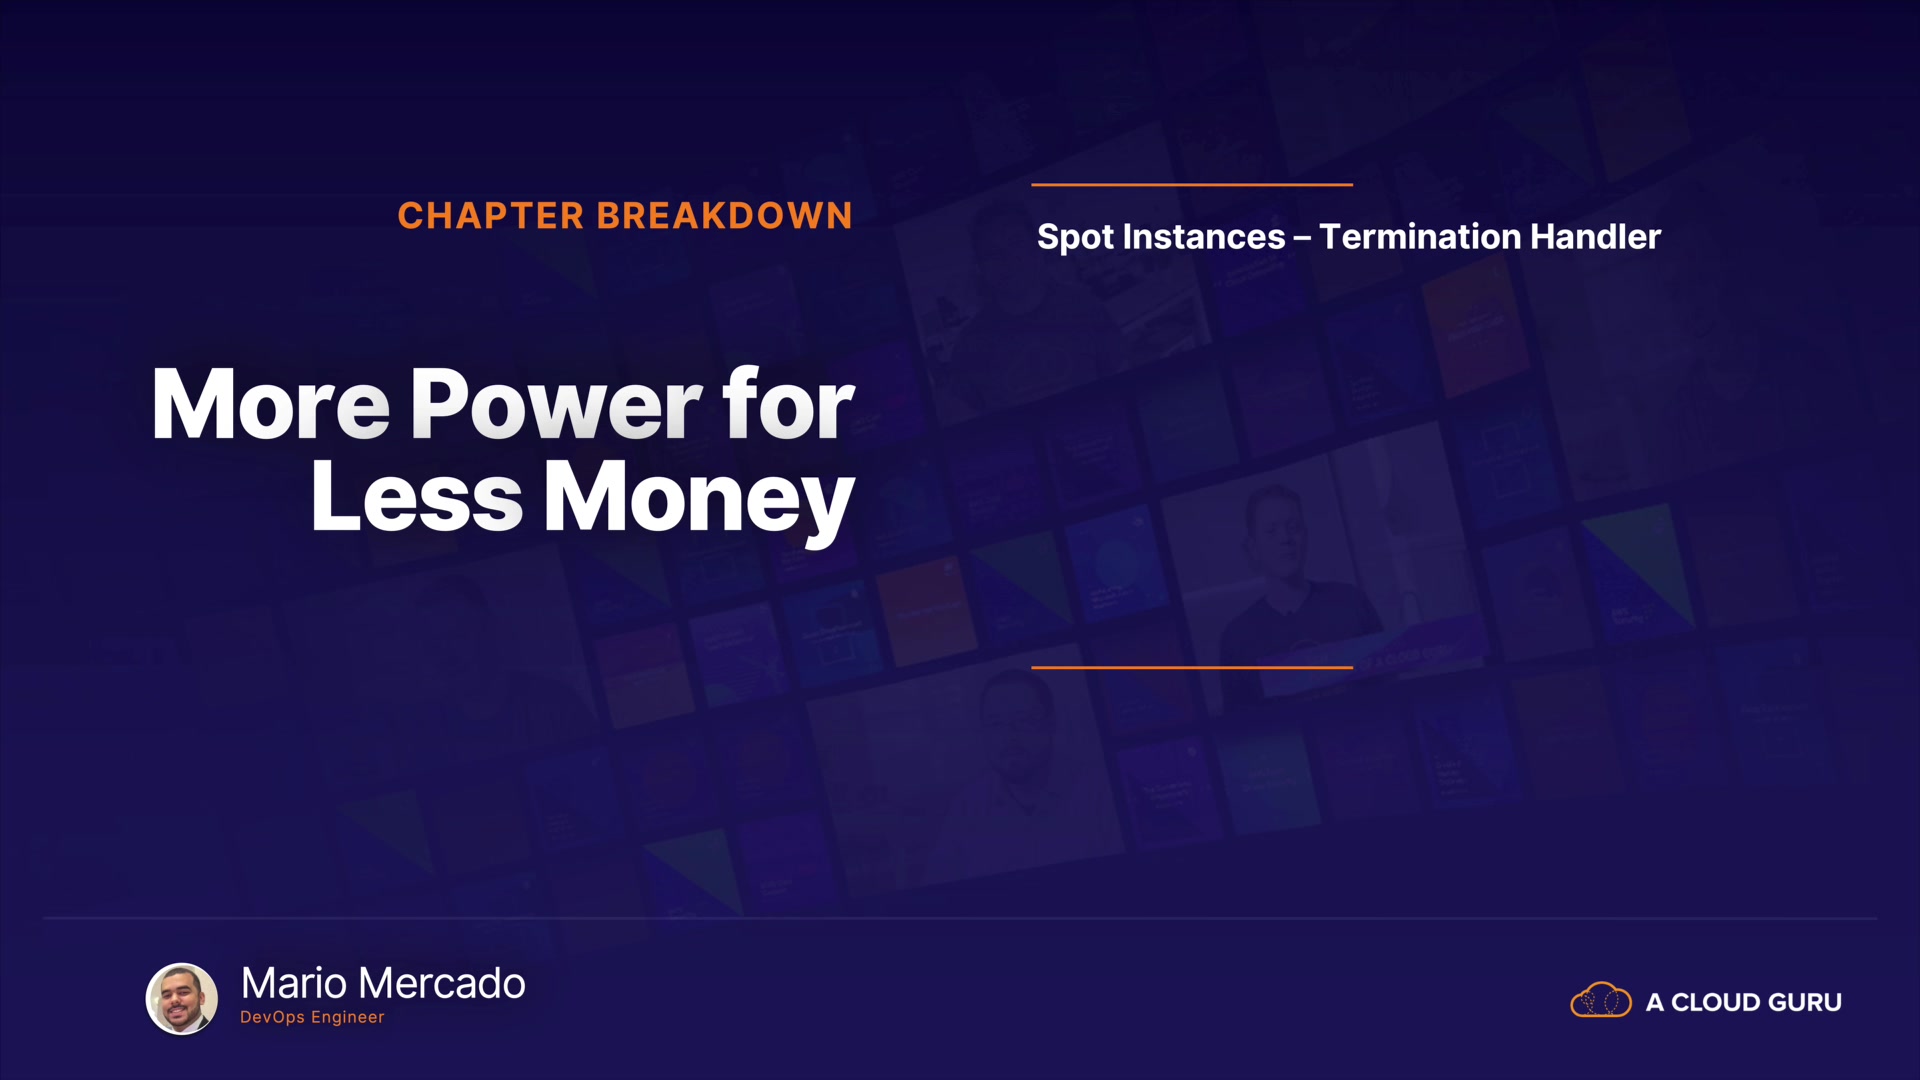 CHAPTER BREAKDOWN
More Power for
Less Money
Spot Instances – Termination Handler
Mario Mercado
DevOps Engineer
A CLOUD GURU